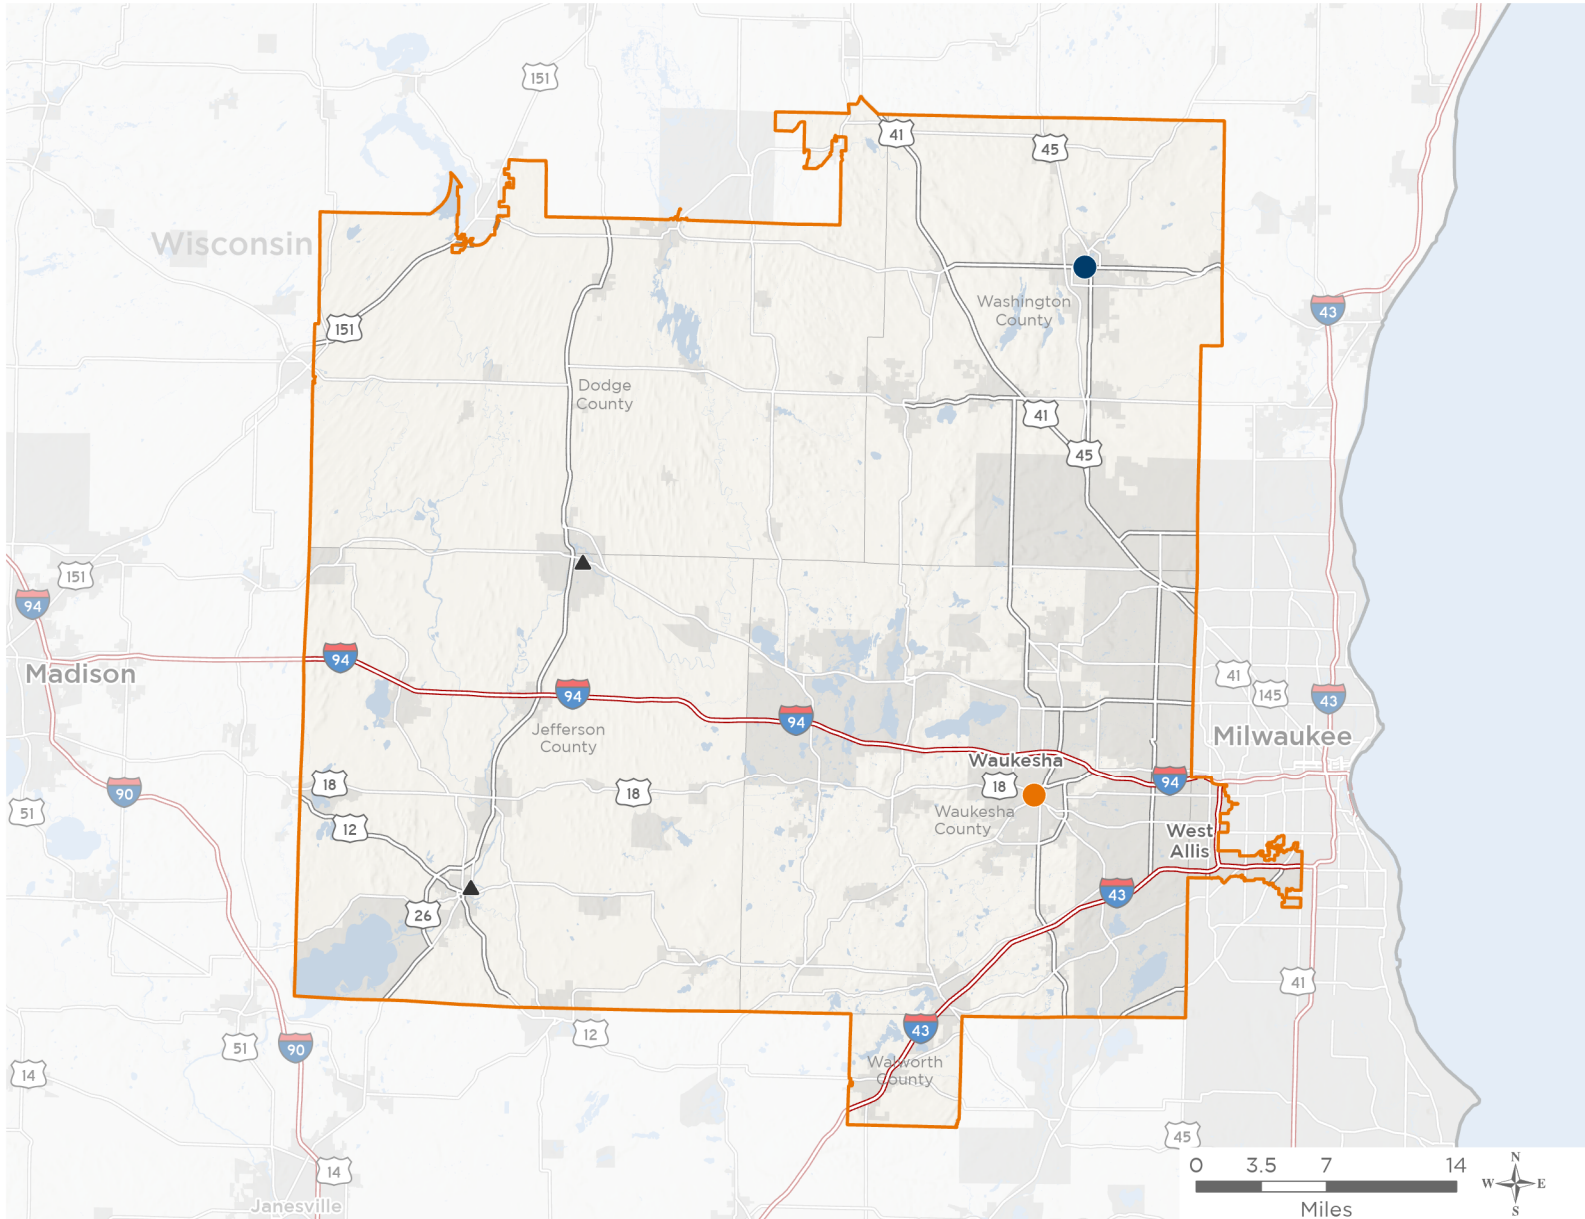 151
41
45
Wisconsin
Washington
County
43
151
Dodge
County
41
45
151
94
94
Madison
94
41
145
43
Jefferson
County
94
Milwaukee
Waukesha
18
18
18
94
90
51
12
Waukesha
County
West
Allis
43
26
41
43
12
51
90
Walworth
County
14
45
14
Janesville
0 3.5 7 14
Miles
N
W E
S